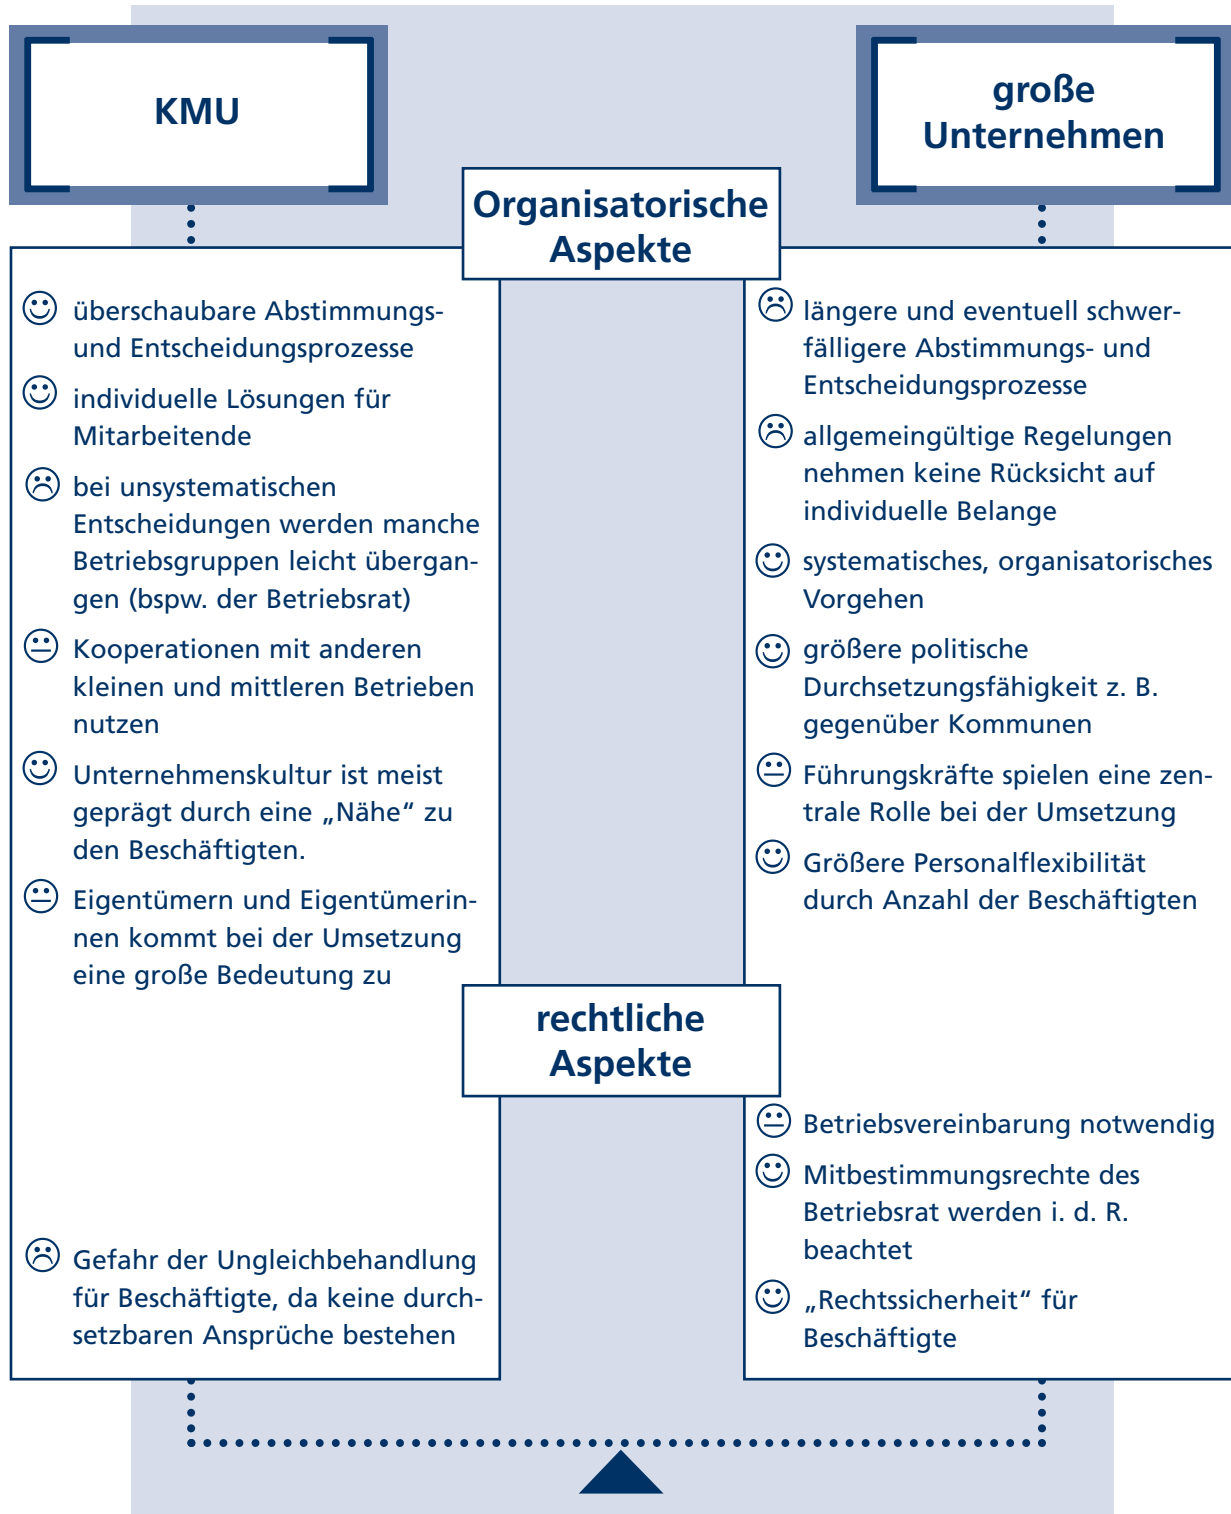 KMU
große
Unternehmen
Organisatorische
Aspekte
überschaubare Abstimmungs-
und Entscheidungsprozesse
individuelle Lösungen für
Mitarbeitende
bei unsystematischen
Entscheidungen werden manche
Betriebsgruppen leicht übergan-
gen (bspw. der Betriebsrat)
Kooperationen mit anderen
kleinen und mittleren Betrieben
nutzen
Unternehmenskultur ist meist
geprägt durch eine „Nähe“ zu
den Beschäftigten.
Eigentümern und Eigentümerin-
nen kommt bei der Umsetzung
eine große Bedeutung zu
längere und eventuell schwer-
fälligere Abstimmungs- und
Entscheidungsprozesse
allgemeingültige Regelungen
nehmen keine Rücksicht auf
individuelle Belange
systematisches, organisatorisches
Vorgehen
größere politische
Durchsetzungsfähigkeit z. B.
gegenüber Kommunen
Führungskräfte spielen eine zen-
trale Rolle bei der Umsetzung
Größere Personalflexibilität
durch Anzahl der Beschäftigten
rechtliche
Aspekte
Gefahr der Ungleichbehandlung
für Beschäftigte, da keine durch-
setzbaren Ansprüche bestehen
Betriebsvereinbarung notwendig
Mitbestimmungsrechte des
Betriebsrat werden i. d. R.
beachtet
„Rechtssicherheit“ für
Beschäftigte